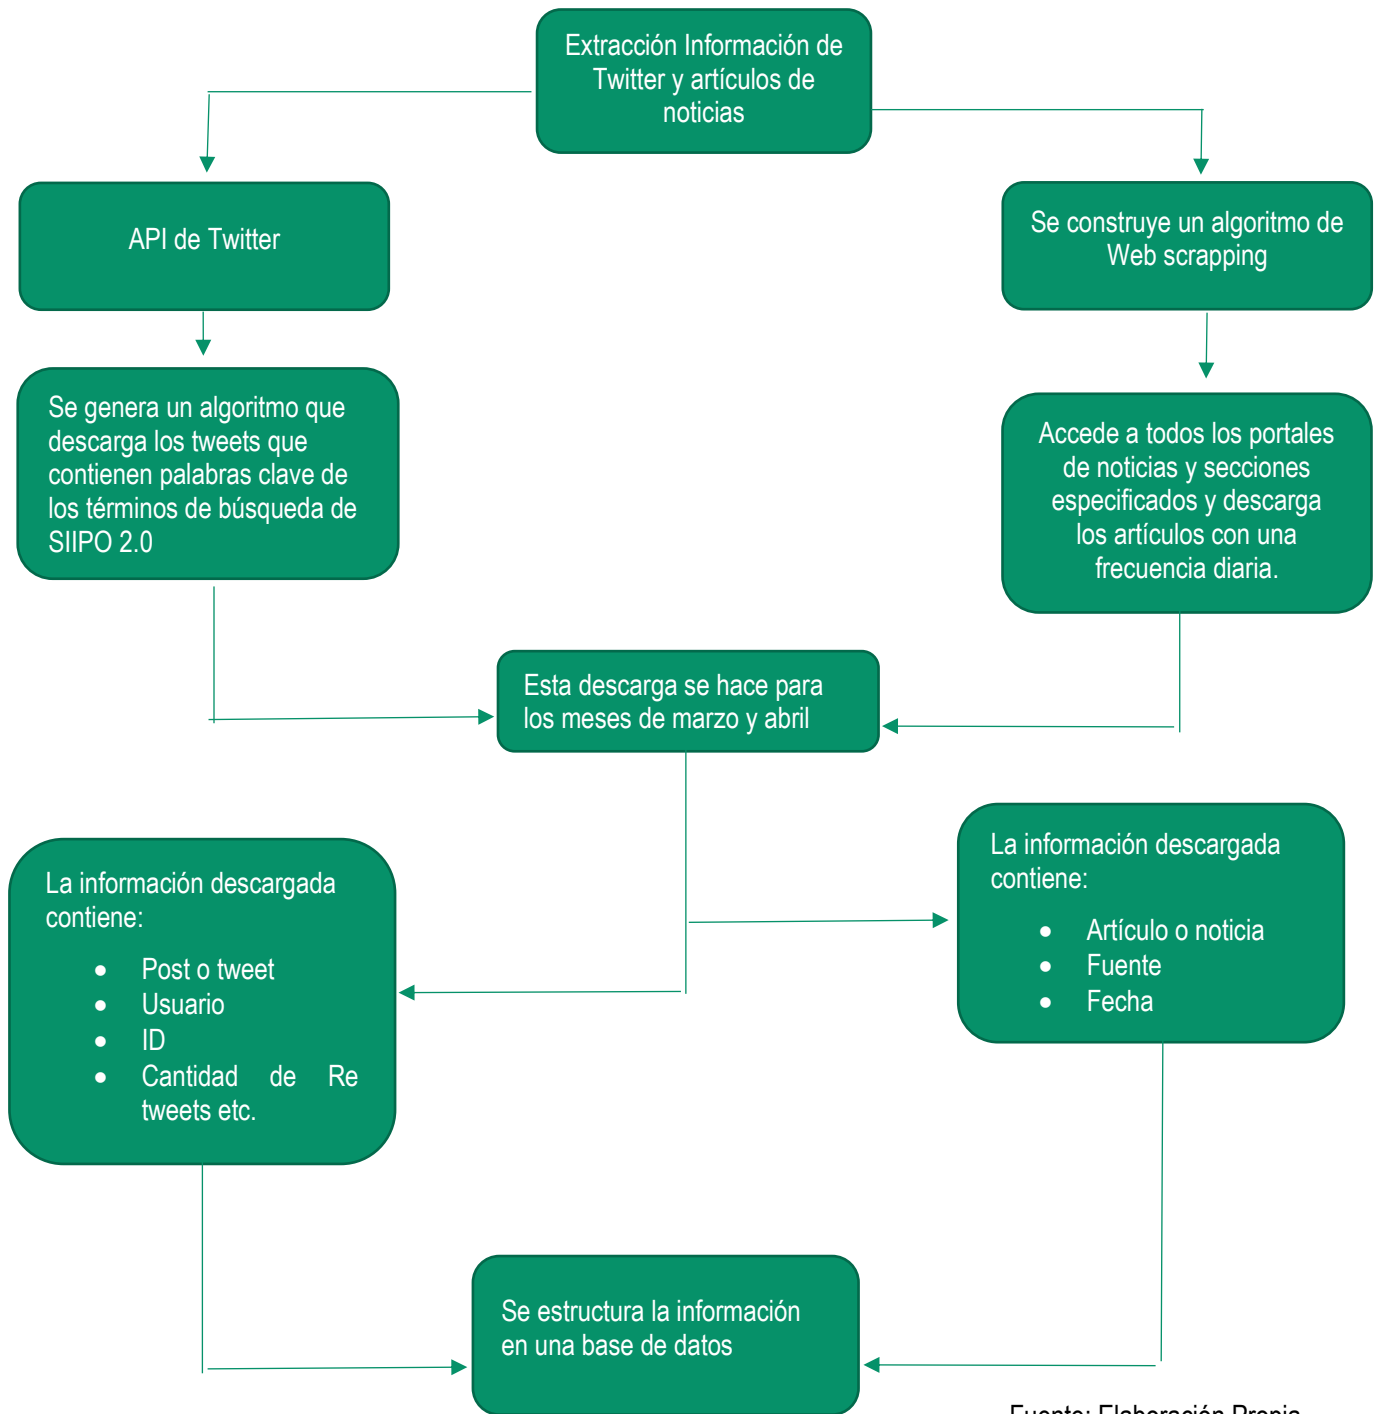 Extracción Información de
Twitter y artículos de
noticias
API de Twitter
Se construye un algoritmo de
Web scrapping
Se genera un algoritmo que
descarga los tweets que
contienen palabras clave de
los términos de búsqueda de
SIIPO 2.0
Accede a todos los portales
de noticias y secciones
especificados y descarga
los artículos con una
frecuencia diaria.
Esta descarga se hace para
los meses de marzo y abril
La información descargada
contiene:
• Post o tweet
• Usuario
• ID
• Cantidad de Re
tweets etc.
La información descargada
contiene:
• Artículo o noticia
• Fuente
• Fecha
Se estructura la información
en una base de datos
Fuente: Elaboración Propia